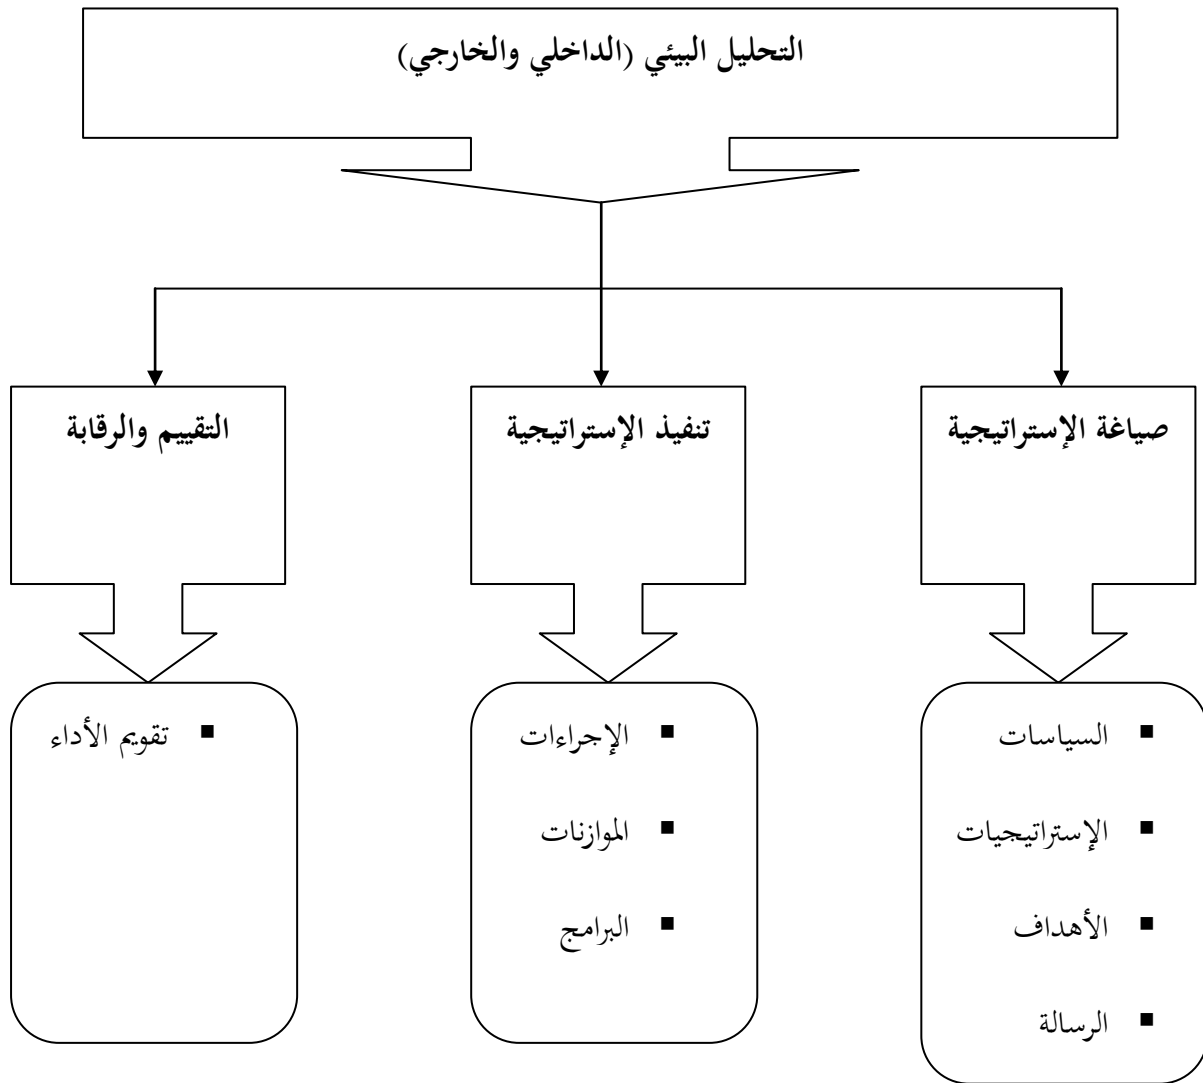 التحليل البيئي (الداخلي والخارجي)
صياغة الإستراتيجية
تنفيذ الإستراتيجية
التقييم والرقابة
▪ السياسات
▪ الإستراتيجيات
▪ الأهداف
▪ الرسالة
▪ الإجراءات
▪ الموازنات
▪ البرامج
▪ تقويم الأداء